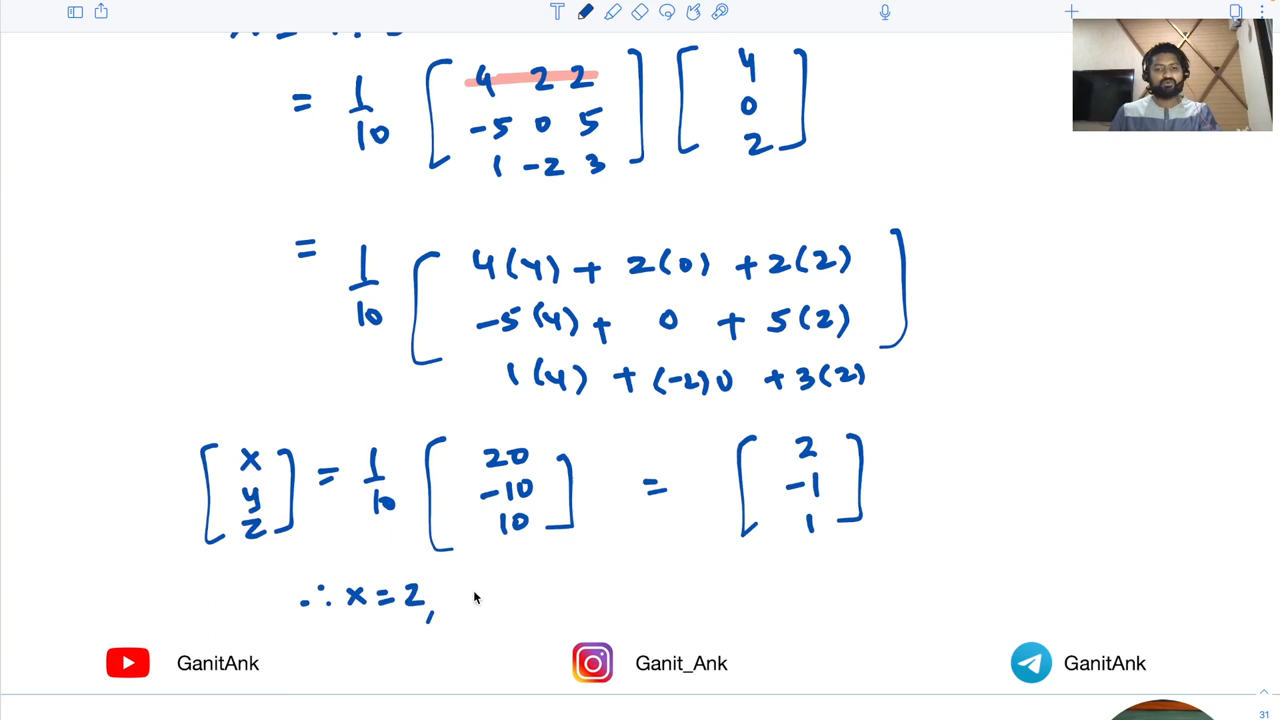 = 1/10 [ 4 2 2 ] [ 4 ]
[ -5 0 5 ] [ 0 ]
[ 1 -2 3 ] [ 2 ]
= 1/10 [ 4(4) + 2(0) + 2(2) ]
[ -5(4) + 0 + 5(2) ]
[ 1(4) + (-2)0 + 3(2) ]
[ x ] = 1/10 [ 20 ] = [ 2 ]
[ y ] [ -10 ] [ -1 ]
[ z ] [ 10 ] [ 1 ]
∴ x = 2,
GanitAnk Ganit_Ank GanitAnk
31